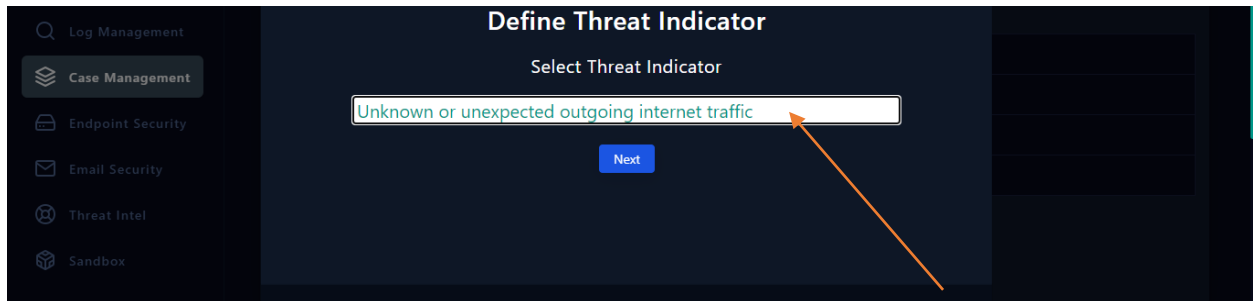 Define Threat Indicator
Log Management
Select Threat Indicator
Case Management
Unknown or unexpected outgoing internet traffic
Endpoint Security
Next
Email Security
Threat Intel
Sandbox